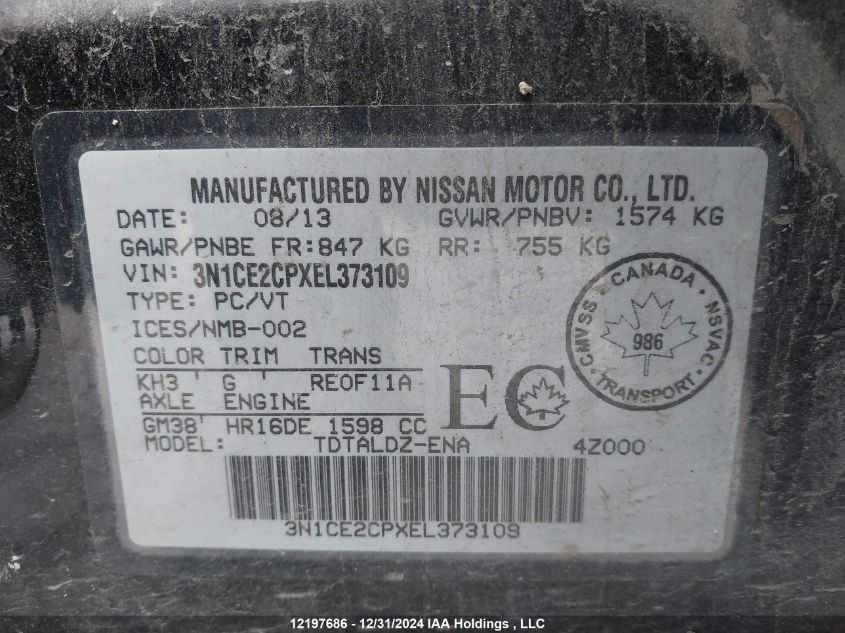 MANUFACTURED BY NISSAN MOTOR CO., LTD.
DATE: 08/13 GVWR/PNBV: 1574 KG
GAWR/PNBE FR:847 KG RR: 755 KG
VIN: 3N1CE2CPXEL373109
TYPE: PC/VT
ICES/NMB-002
COLOR TRIM TRANS
KH3 ' G ' RE0F11A
AXLE ENGINE
GM38' HR16DE 1598 CC
MODEL: TDTALDZ-ENA 4Z000
EC
CANADA
CMVSS NSVAC
986
TRANSPORT
3N1CE2CPXEL373109
12197686 - 12/31/2024 IAA Holdings , LLC